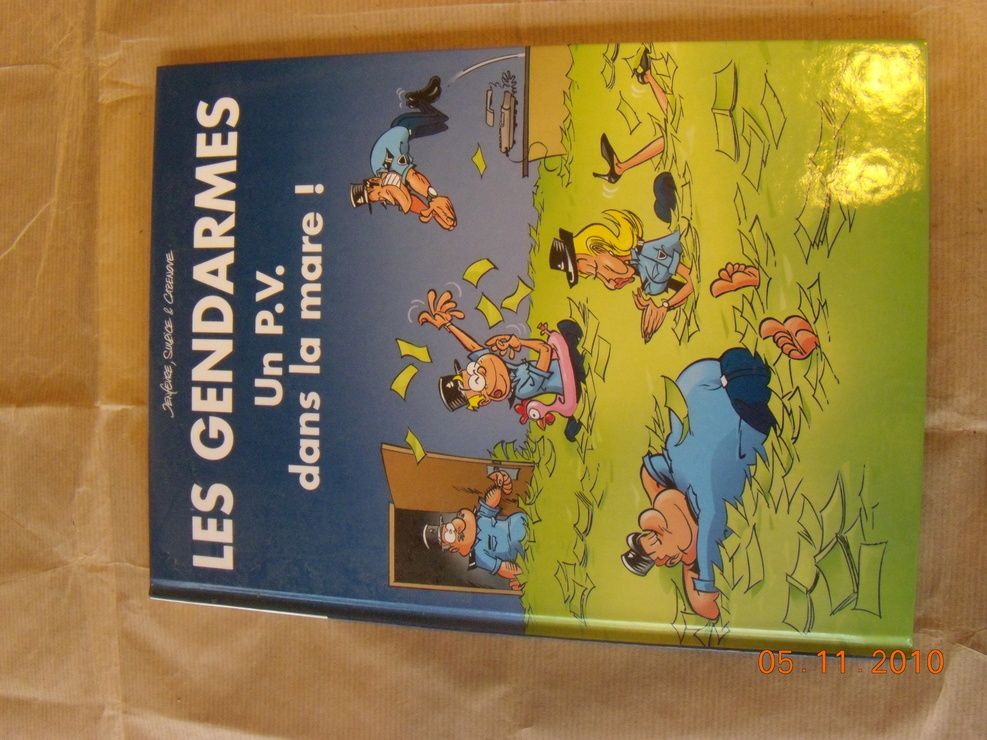 JENFÈVRE, SULPICE & CAZENOVE
LES GENDARMES
Un P.V.
dans la mare !
05.11.2010